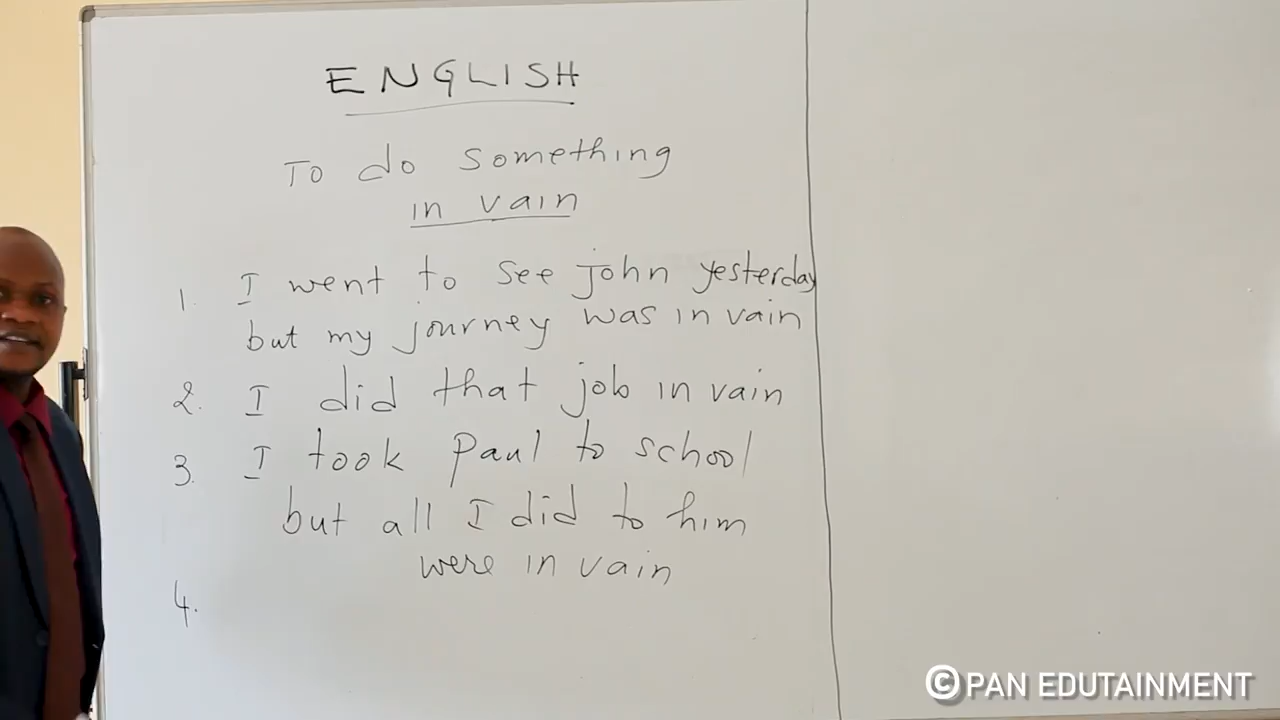 ENGLISH
To do something
in vain
1. I went to see John yesterday
but my journey was in vain
2. I did that job in vain
3. I took Paul to school
but all I did to him
were in vain
4.
© PAN EDUTAINMENT